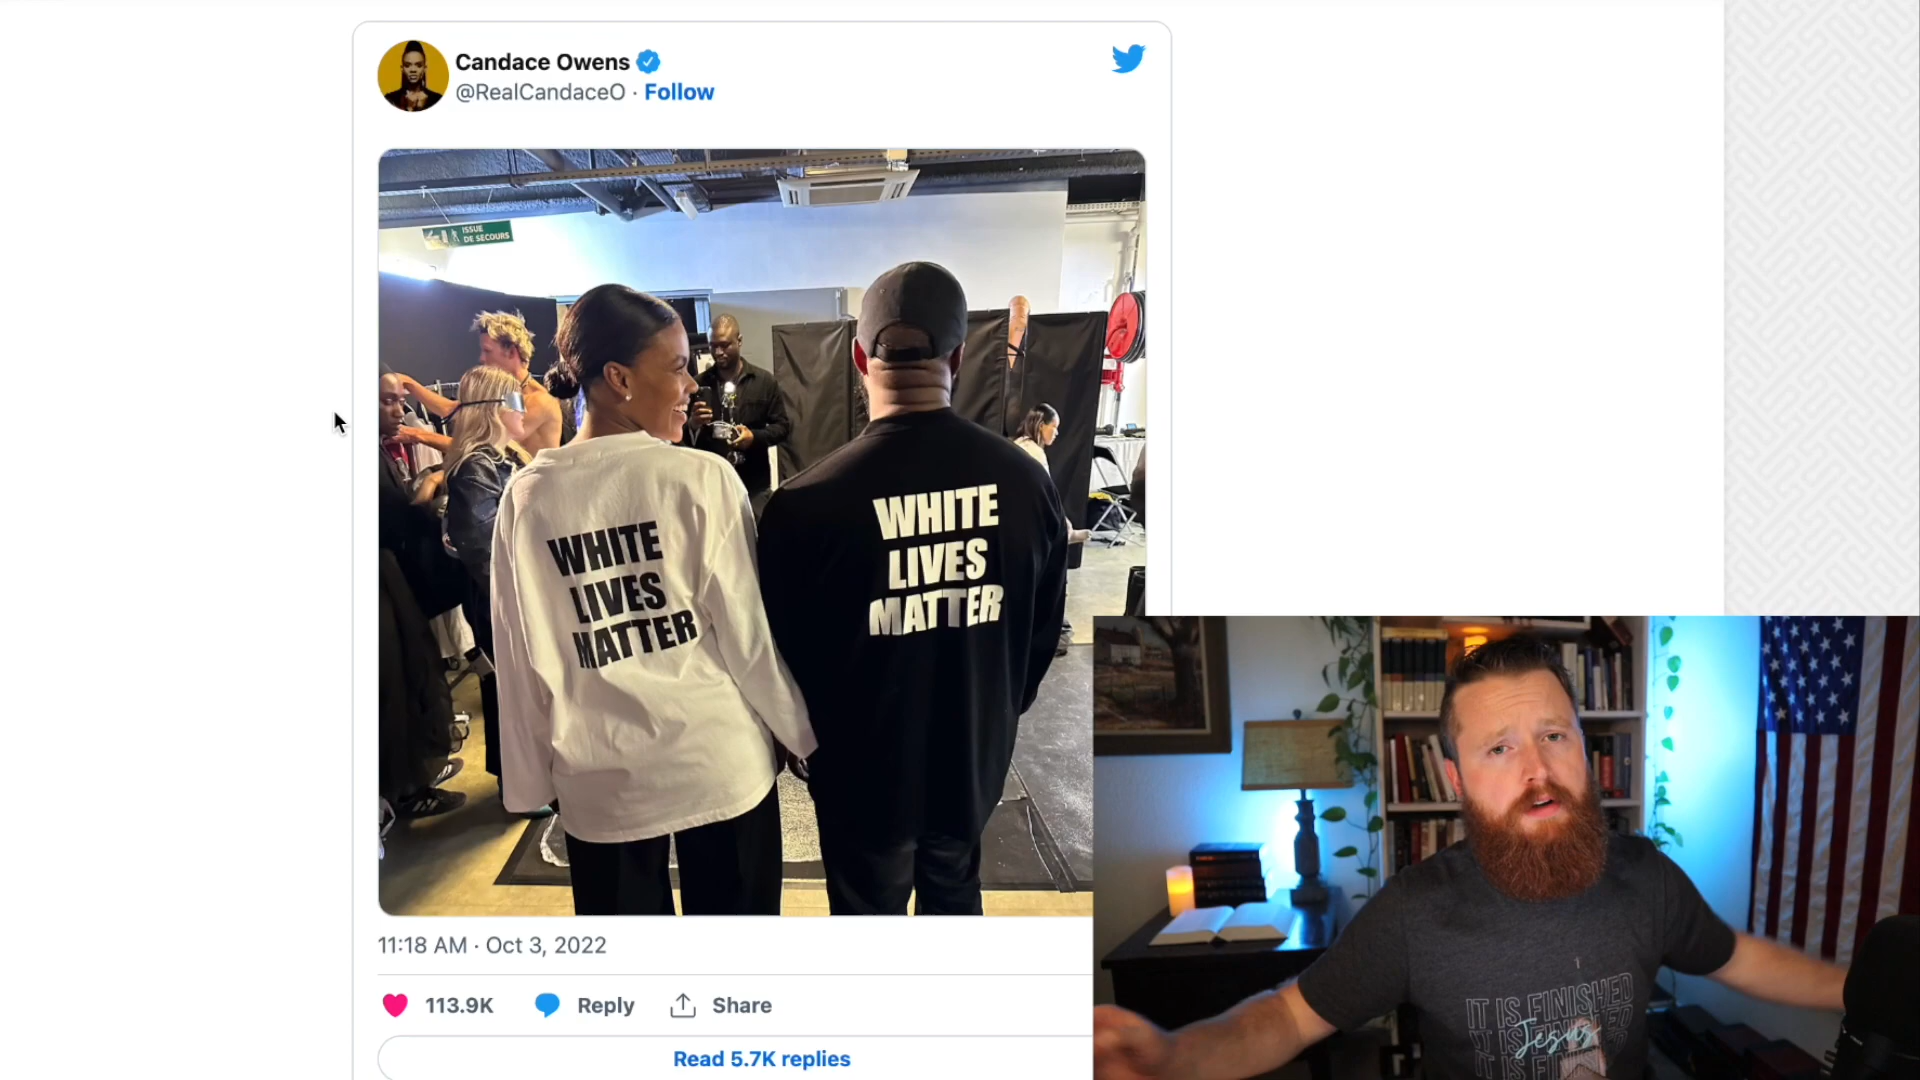 Candace Owens
@RealCandaceO · Follow
ISSUE
DE SECOURS
WHITE
LIVES
MATTER
WHITE
LIVES
MATTER
11:18 AM · Oct 3, 2022
113.9K Reply Share
Read 5.7K replies
IT IS FINISHED
Jesus